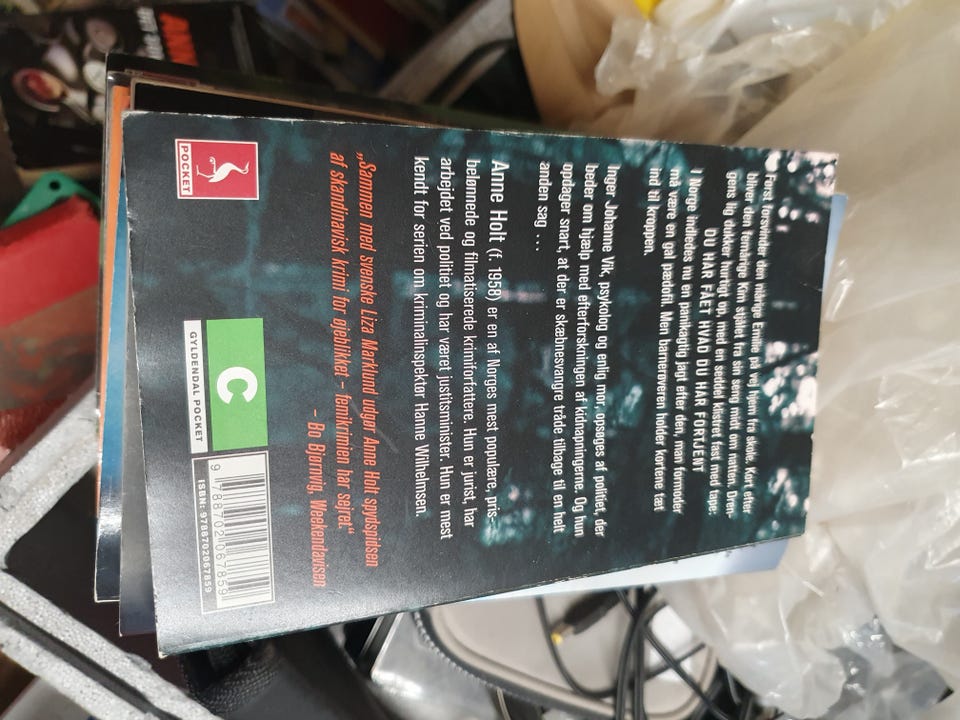 Først forsvinder den niårige Emilie på vej hjem fra skole. Kort efter
bliver den femårige Kim stjålet fra sin seng midt om natten. Dren-
gens lig dukker hurtigt op, med en seddel klistret fast med tape:
DU HAR FÅET HVAD DU HAR FORTJENT
I Norge indledes nu en panikagtig jagt efter den, man formoder
må være en gal pædofil. Men barnerøveren holder kortene tæt
ind til kroppen.
Inger Johanne Vik, psykolog og enlig mor, opsøges af politiet, der
beder om hjælp med efterforskningen af kidnapningerne. Og hun
opdager snart, at der er skæbnesvangre tråde tilbage til en helt
anden sag ...
Anne Holt (f. 1958) er en af Norges mest populære, pris-
belønnede og filmatiserede krimiforfattere. Hun er jurist, har
arbejdet ved politiet og har været justitsminister. Hun er mest
kendt for serien om kriminalinspektør Hanne Wilhelmsen.
„Sammen med svenske Liza Marklund udgør Anne Holt spydspidsen
af skandinavisk krimi for øjeblikket – femikrimien har sejret."
– Bo Bjørnvig, Weekendavisen
POCKET
C
GYLDENDAL POCKET
9 788702 067859
ISBN: 9788702067859